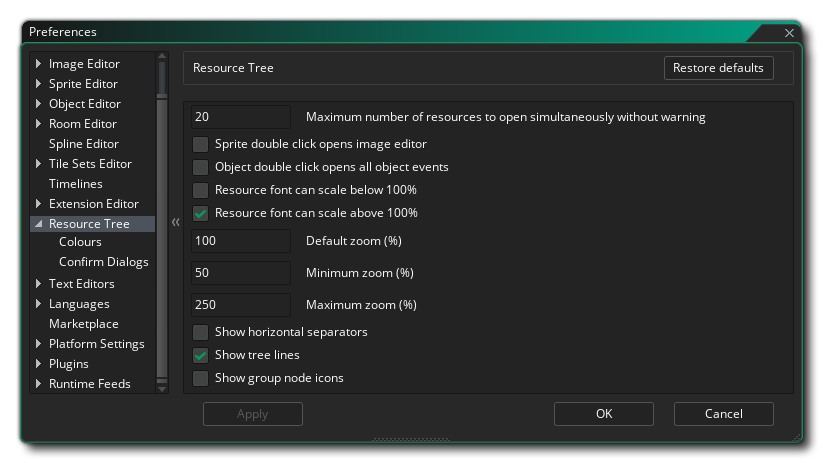 Preferences
Image Editor
Sprite Editor
Object Editor
Room Editor
Spline Editor
Tile Sets Editor
Timelines
Extension Editor
Resource Tree
Colours
Confirm Dialogs
Text Editors
Languages
Marketplace
Platform Settings
Plugins
Runtime Feeds
Resource Tree
Restore defaults
20 Maximum number of resources to open simultaneously without warning
Sprite double click opens image editor
Object double click opens all object events
Resource font can scale below 100%
Resource font can scale above 100%
100 Default zoom (%)
50 Minimum zoom (%)
250 Maximum zoom (%)
Show horizontal separators
Show tree lines
Show group node icons
Apply
OK
Cancel